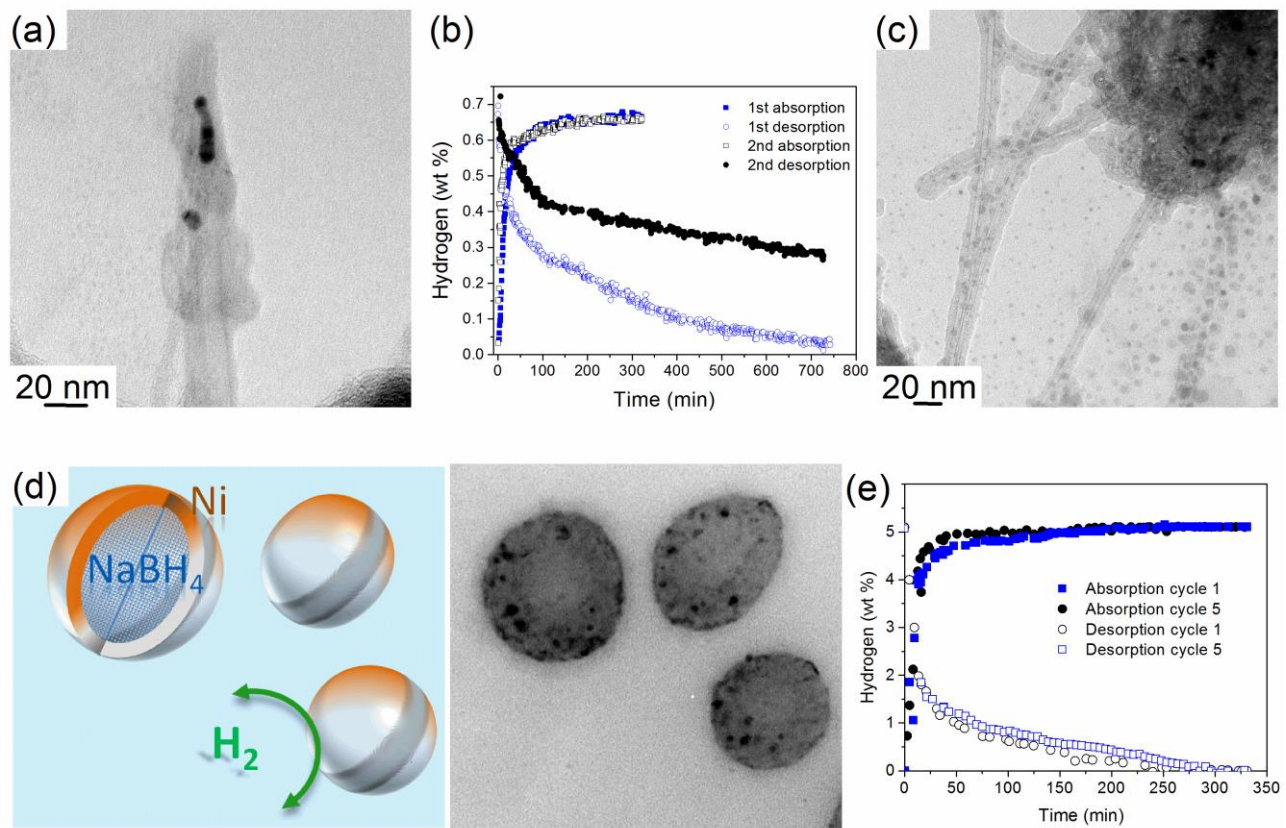 (a)
20 nm
(b)
Hydrogen (wt %)
0.7
0.6
0.5
0.4
0.3
0.2
0.1
0.0
1st absorption
1st desorption
2nd absorption
2nd desorption
0 100 200 300 400 500 600 700 800
Time (min)
(c)
20 nm
(d)
Ni
NaBH4
H2
(e)
Hydrogen (wt %)
5
4
3
2
1
0
Absorption cycle 1
Absorption cycle 5
Desorption cycle 1
Desorption cycle 5
0 50 100 150 200 250 300 350
Time (min)